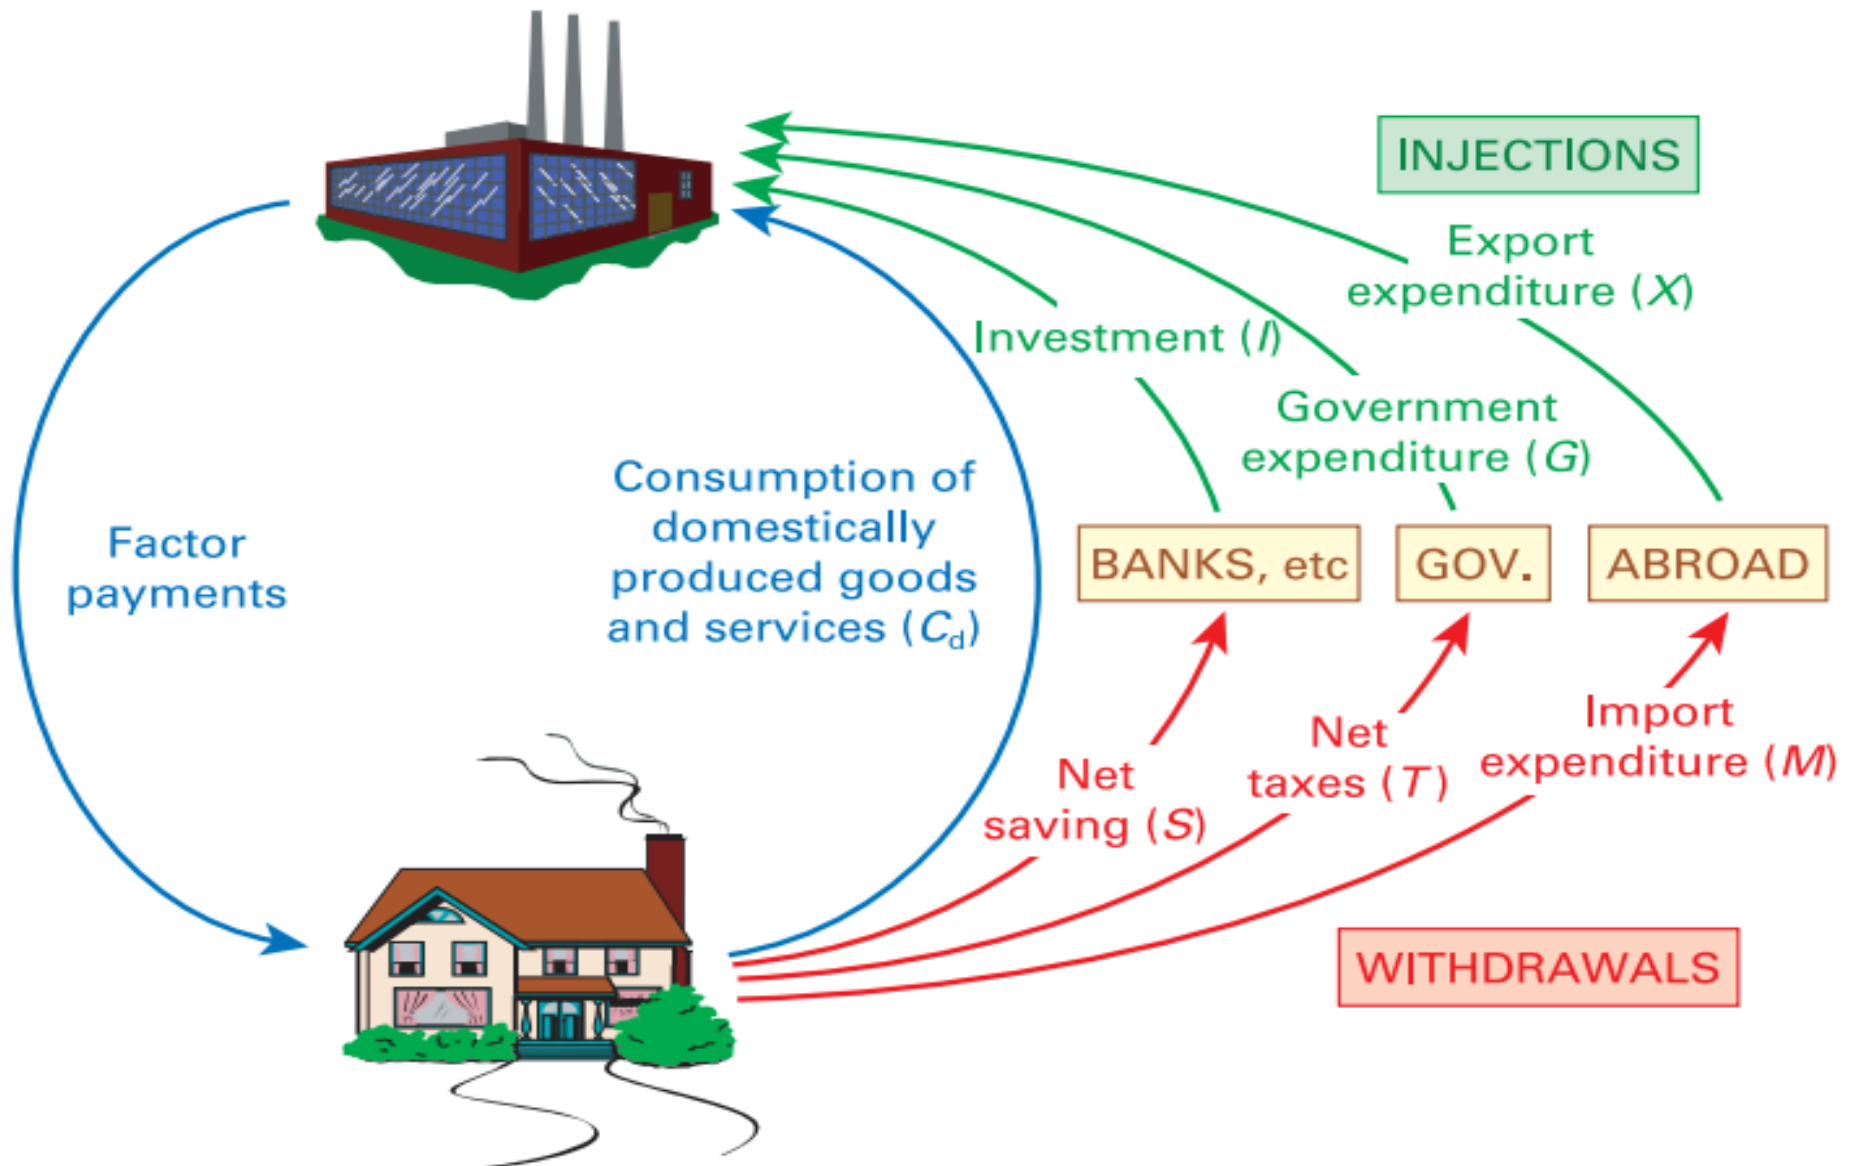 INJECTIONS
Export
expenditure (X)
Investment (I)
Government
expenditure (G)
Consumption of
domestically
produced goods
and services (Cd)
Factor
payments
BANKS, etc
GOV.
ABROAD
Import
expenditure (M)
Net
taxes (T)
Net
saving (S)
WITHDRAWALS